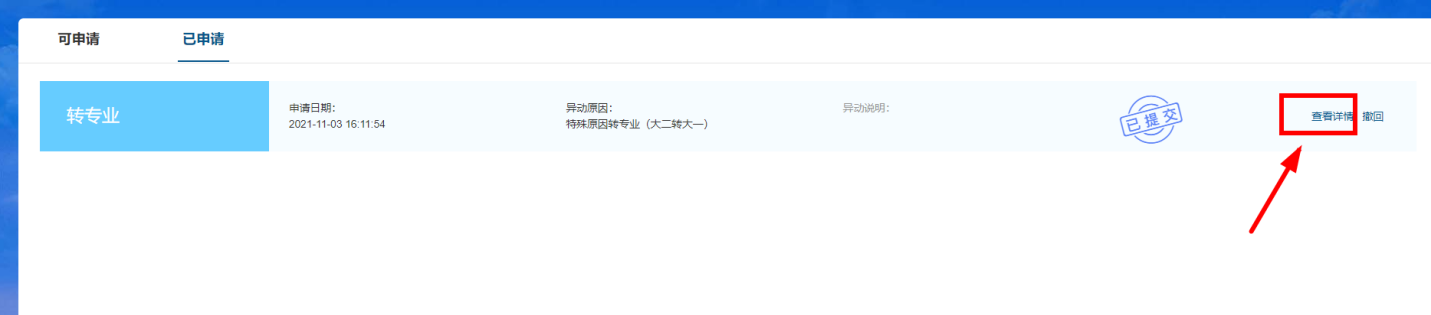 可申请
已申请
转专业
申请日期：
2021-11-03 16:11:54
异动原因：
特殊原因转专业（大二转大一）
异动说明：
已提交
查看详情 撤回